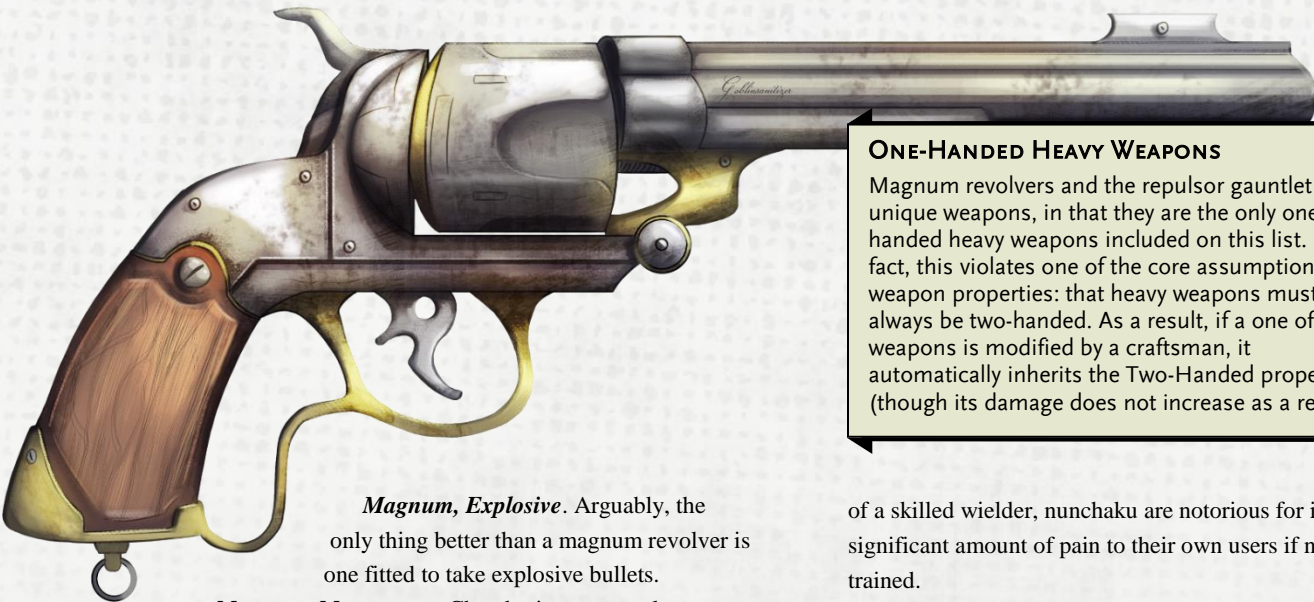 Goblinsanitizer
ONE-HANDED HEAVY WEAPONS
Magnum revolvers and the repulsor gauntlet
unique weapons, in that they are the only one
handed heavy weapons included on this list.
fact, this violates one of the core assumption
weapon properties: that heavy weapons must
always be two-handed. As a result, if a one of
weapons is modified by a craftsman, it
automatically inherits the Two-Handed prope
(though its damage does not increase as a re
Magnum, Explosive. Arguably, the
only thing better than a magnum revolver is
one fitted to take explosive bullets.
of a skilled wielder, nunchaku are notorious for i
significant amount of pain to their own users if
trained.